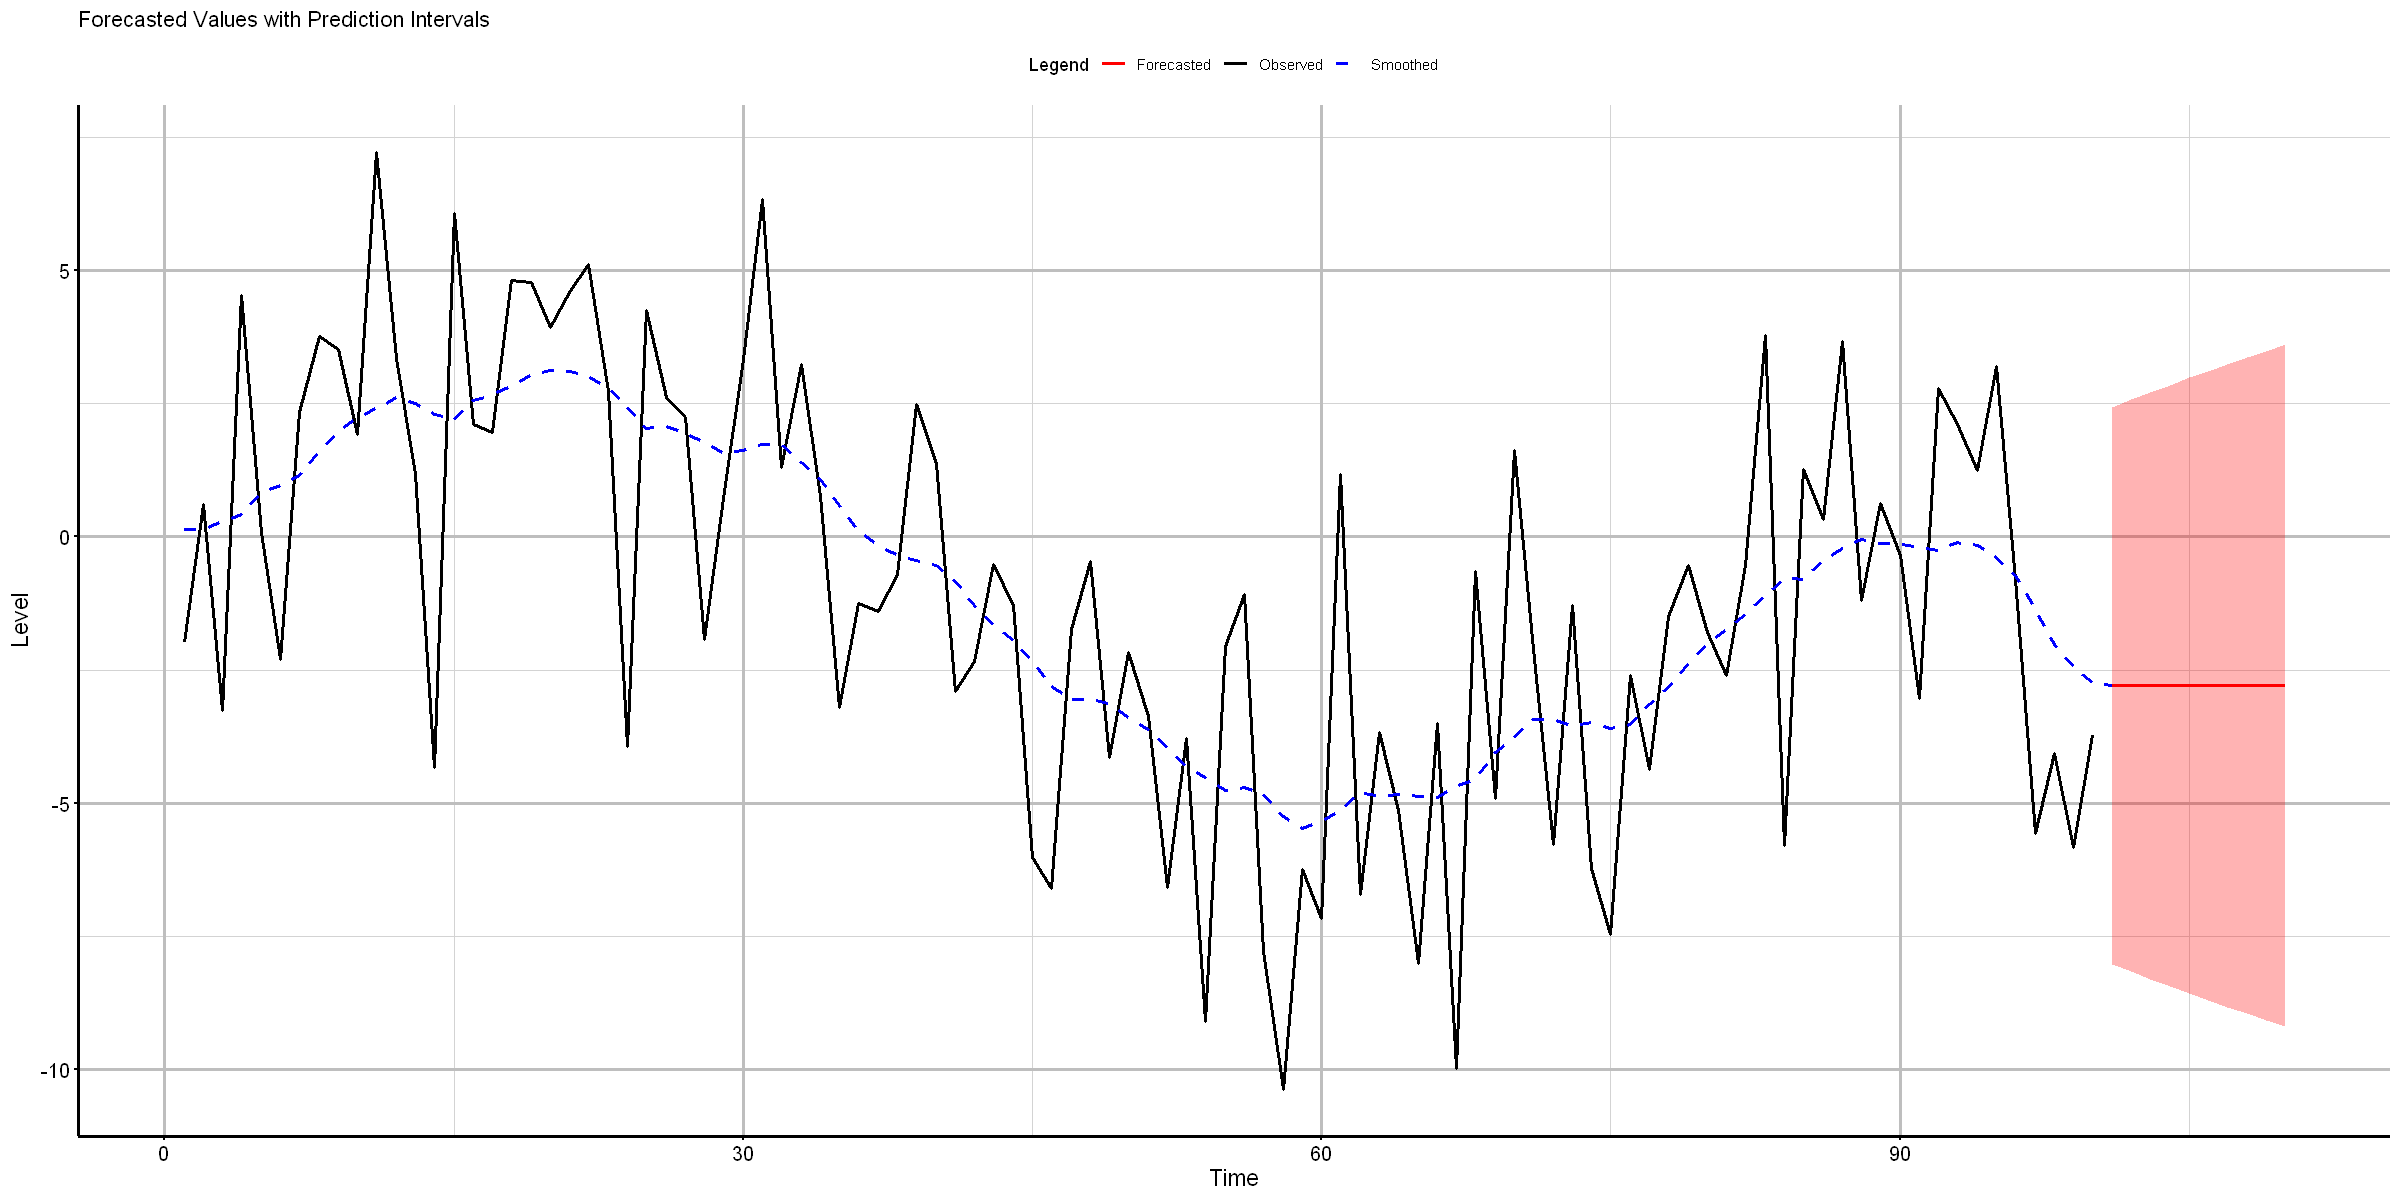 Forecasted Values with Prediction Intervals
Legend Forecasted Observed Smoothed
5
0
-5
-10
Level
0 30 60 90
Time